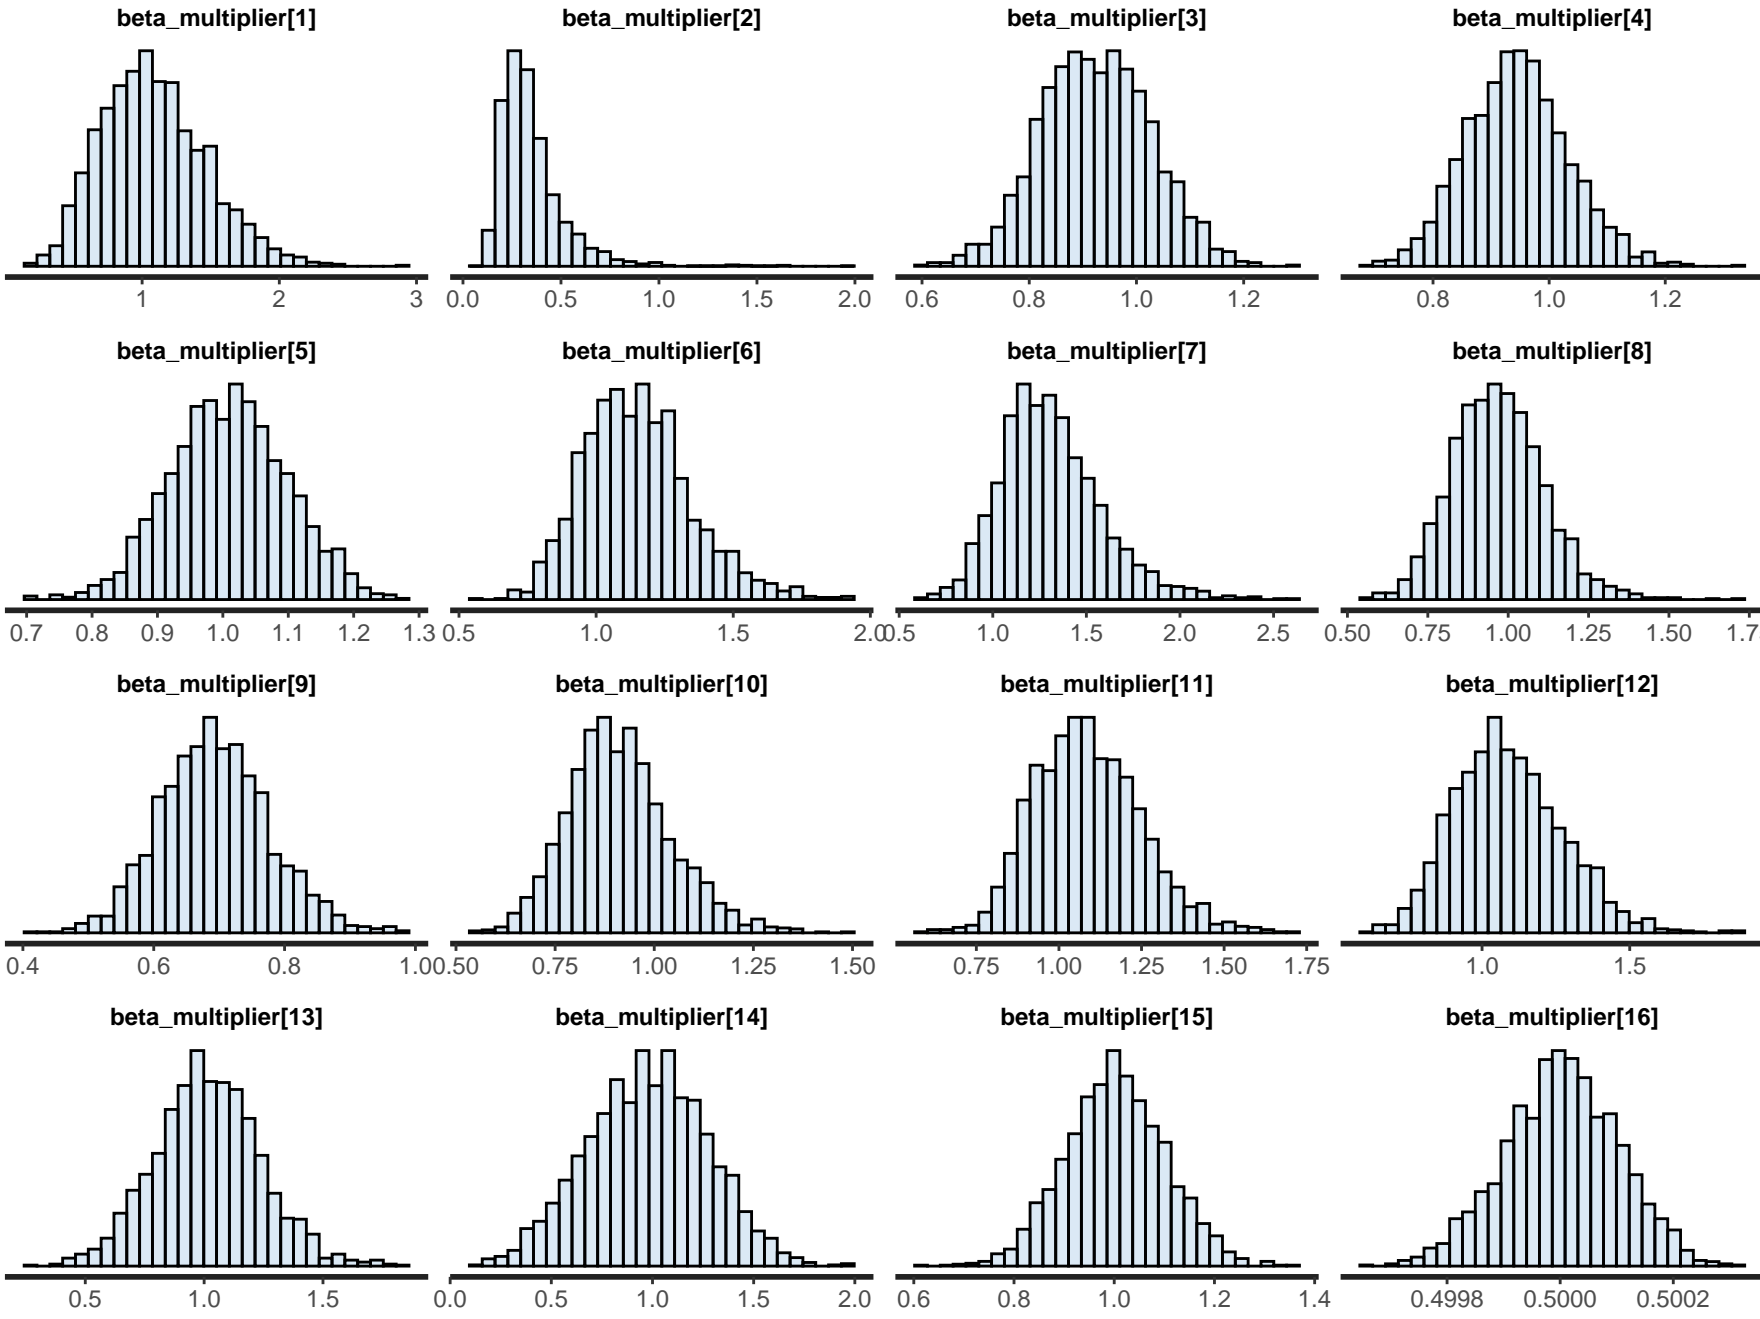 beta_multiplier[1] beta_multiplier[2] beta_multiplier[3] beta_multiplier[4]
1 2 3 0.0 0.5 1.0 1.5 2.0 0.6 0.8 1.0 1.2 0.8 1.0 1.2
beta_multiplier[5] beta_multiplier[6] beta_multiplier[7] beta_multiplier[8]
0.7 0.8 0.9 1.0 1.1 1.2 1.3 0.5 1.0 1.5 2.0 0.5 1.0 1.5 2.0 2.5 0.50 0.75 1.00 1.25 1.50 1.7
beta_multiplier[9] beta_multiplier[10] beta_multiplier[11] beta_multiplier[12]
0.4 0.6 0.8 1.0 0.50 0.75 1.00 1.25 1.50 0.75 1.00 1.25 1.50 1.75 1.0 1.5
beta_multiplier[13] beta_multiplier[14] beta_multiplier[15] beta_multiplier[16]
0.5 1.0 1.5 0.0 0.5 1.0 1.5 2.0 0.6 0.8 1.0 1.2 1.4 0.4998 0.5000 0.5002